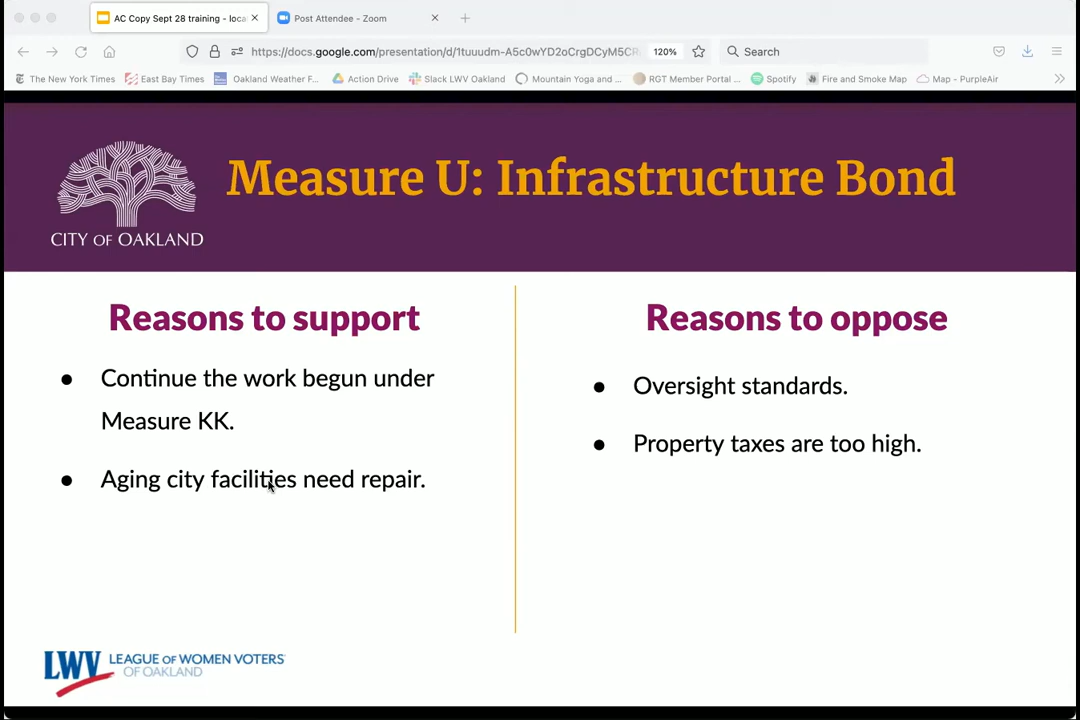 AC Copy Sept 28 training - loca
Post Attendee - Zoom
https://docs.google.com/presentation/d/1tuuudm-A5c0wYD2oCrgDCyM5CR
120%
Search
The New York Times
East Bay Times
Oakland Weather F...
Action Drive
Slack LWV Oakland
Mountain Yoga and ...
RGT Member Portal ...
Spotify
Fire and Smoke Map
Map - PurpleAir
CITY OF OAKLAND
Measure U: Infrastructure Bond
Reasons to support
● Continue the work begun under
Measure KK.
● Aging city facilities need repair.
Reasons to oppose
● Oversight standards.
● Property taxes are too high.
LWV LEAGUE OF WOMEN VOTERS®
OF OAKLAND